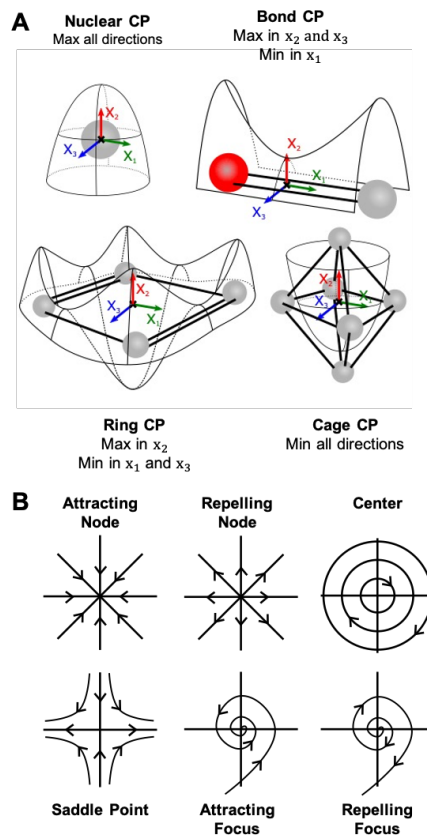 A
Nuclear CP
Max all directions
Bond CP
Max in x₂ and x₃
Min in x₁
X₂
X₃
X₁
X₂
X₁
X₃
X₂
X₃
X₁
X₂
X₃
X₁
Ring CP
Max in x₂
Min in x₁ and x₃
Cage CP
Min all directions
B
Attracting
Node
Repelling
Node
Center
Saddle Point
Attracting
Focus
Repelling
Focus